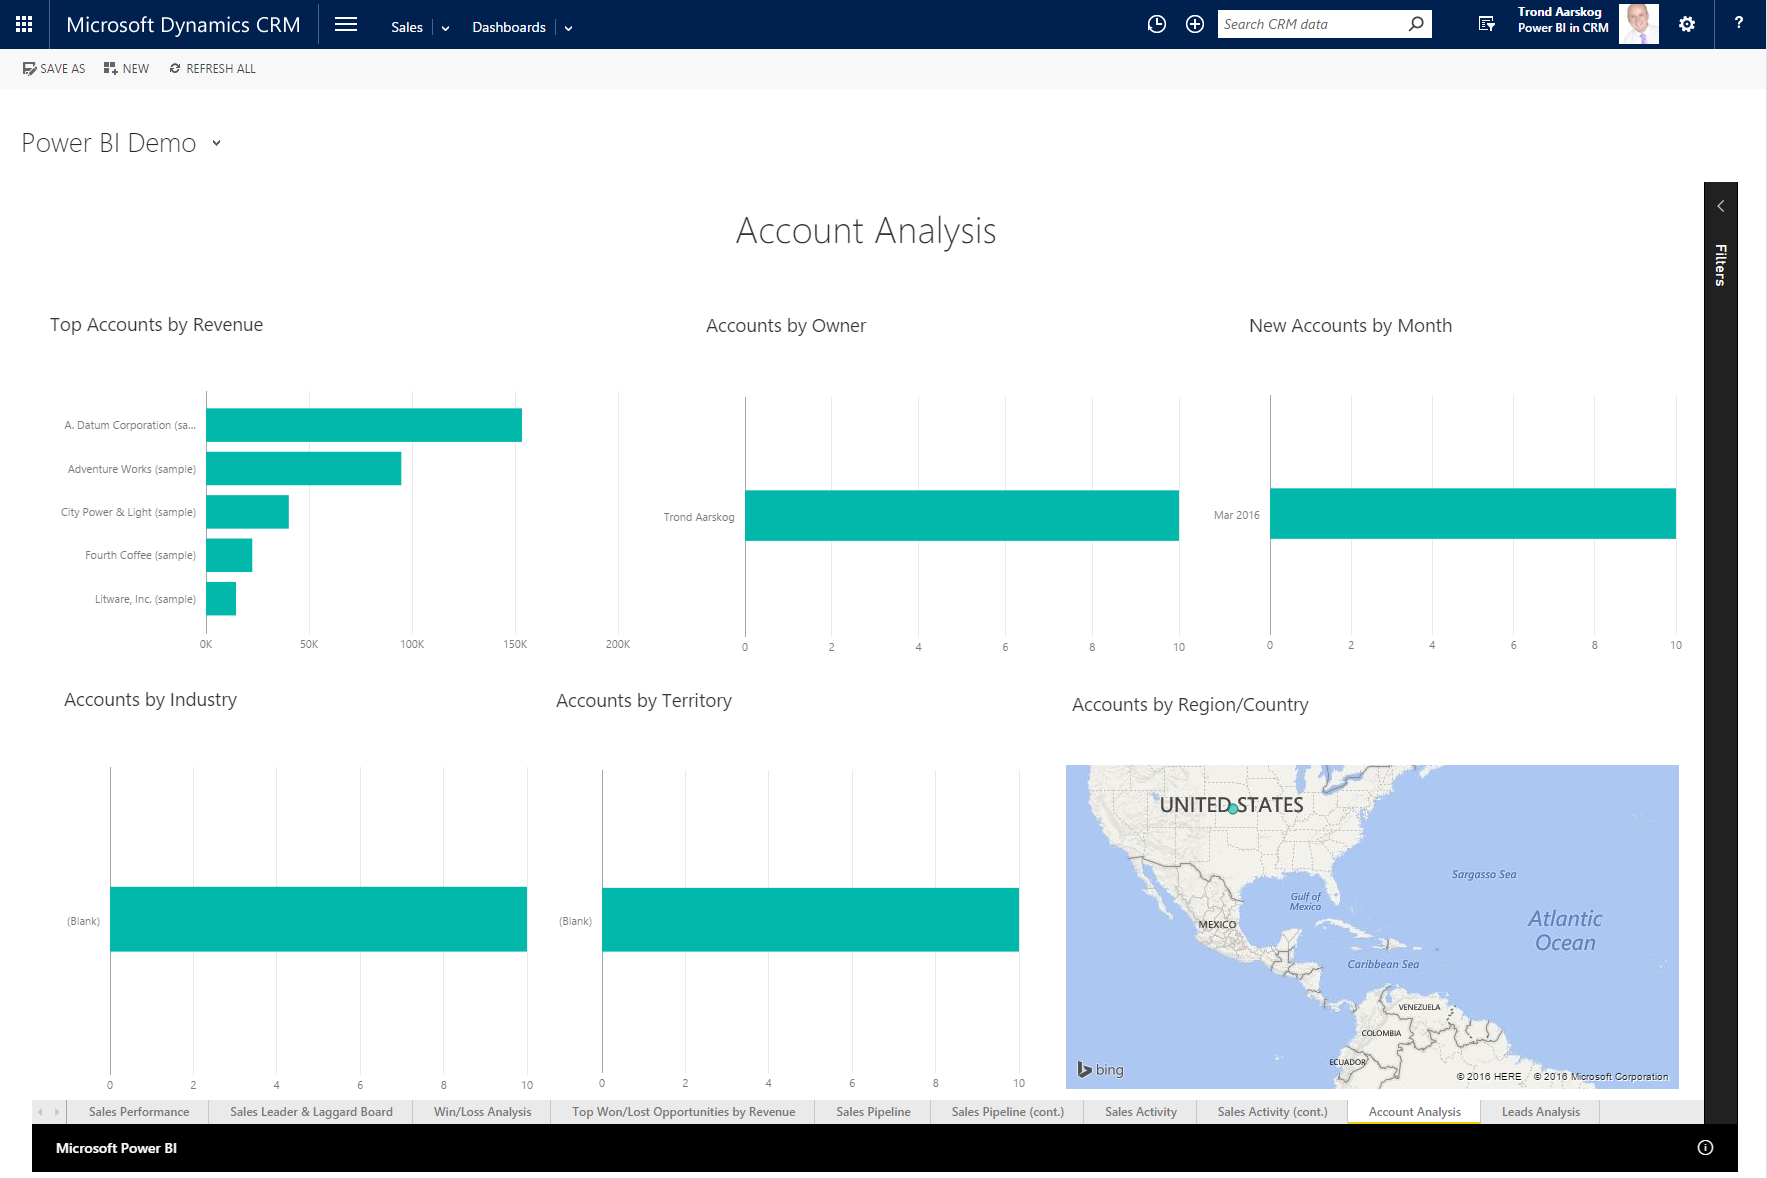 Microsoft Dynamics CRM
Sales
Dashboards
Search CRM data
Trond Aarskog
Power BI in CRM
?
SAVE AS
NEW
REFRESH ALL
Power BI Demo
Account Analysis
Filters
Top Accounts by Revenue
A. Datum Corporation (sa...
Adventure Works (sample)
City Power & Light (sample)
Fourth Coffee (sample)
Litware, Inc. (sample)
0K 50K 100K 150K 200K
Accounts by Owner
Trond Aarskog
0 2 4 6 8 10
New Accounts by Month
Mar 2016
0 2 4 6 8 10
Accounts by Industry
(Blank)
0 2 4 6 8 10
Accounts by Territory
(Blank)
0 2 4 6 8 10
Accounts by Region/Country
UNITED STATES
Sargasso Sea
Gulf of
Mexico
MEXICO
Atlantic
Ocean
Caribbean Sea
VENEZUELA
COLOMBIA
ECUADOR
bing
© 2016 HERE © 2016 Microsoft Corporation
Sales Performance
Sales Leader & Laggard Board
Win/Loss Analysis
Top Won/Lost Opportunities by Revenue
Sales Pipeline
Sales Pipeline (cont.)
Sales Activity
Sales Activity (cont.)
Account Analysis
Leads Analysis
Microsoft Power BI